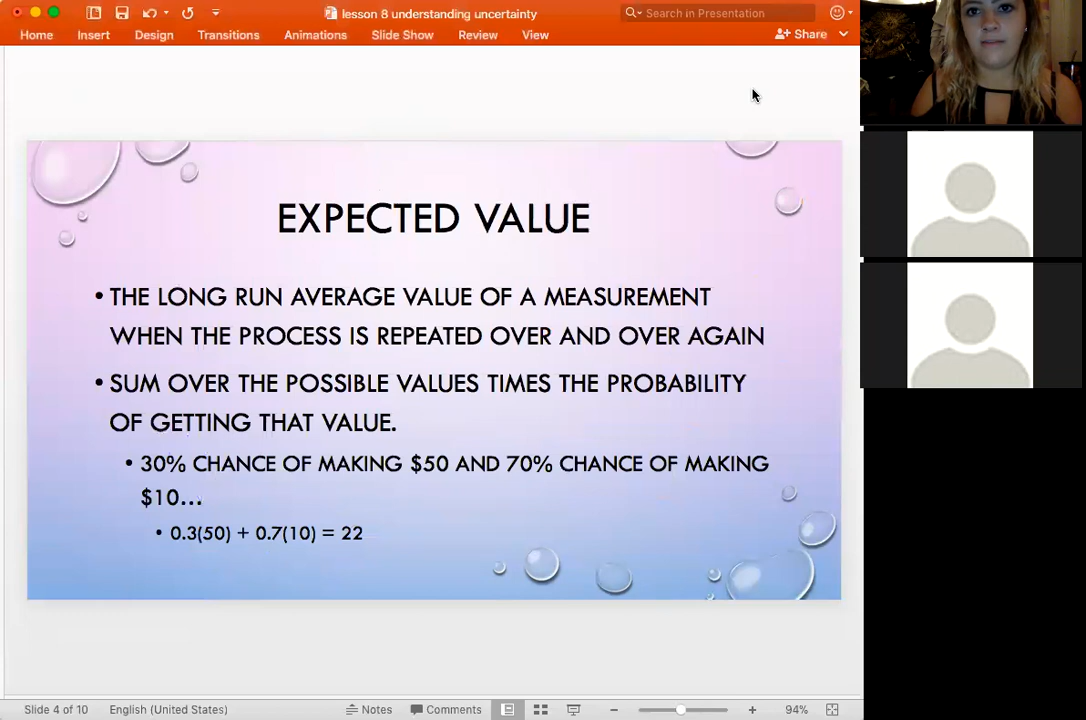 lesson 8 understanding uncertainty
Search in Presentation
Home Insert Design Transitions Animations Slide Show Review View Share
EXPECTED VALUE
• THE LONG RUN AVERAGE VALUE OF A MEASUREMENT
WHEN THE PROCESS IS REPEATED OVER AND OVER AGAIN
• SUM OVER THE POSSIBLE VALUES TIMES THE PROBABILITY
OF GETTING THAT VALUE.
• 30% CHANCE OF MAKING $50 AND 70% CHANCE OF MAKING
$10...
• 0.3(50) + 0.7(10) = 22
Slide 4 of 10 English (United States) Notes Comments 94%